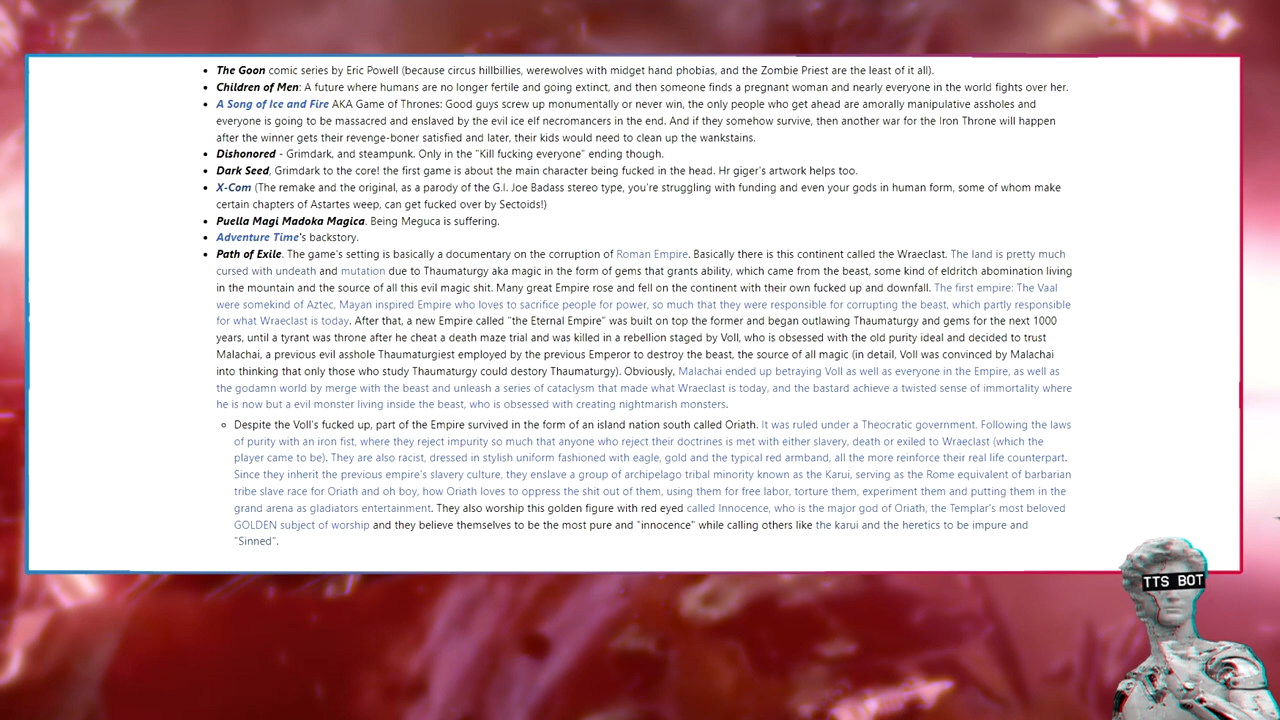 The Goon comic series by Eric Powell (because circus hillbillies, werewolves with midget hand phobias, and the Zombie Priest are the least of it all).
Children of Men: A future where humans are no longer fertile and going extinct, and then someone finds a pregnant woman and nearly everyone in the world fights over her.
A Song of Ice and Fire AKA Game of Thrones: Good guys screw up monumentally or never win, the only people who get ahead are amorally manipulative assholes and
everyone is going to be massacred and enslaved by the evil ice elf necromancers in the end. And if they somehow survive, then another war for the Iron Throne will happen
after the winner gets their revenge-boner satisfied and later, their kids would need to clean up the wankstains.
Dishonored - Grimdark, and steampunk. Only in the "Kill fucking everyone" ending though.
Dark Seed, Grimdark to the core! the first game is about the main character being fucked in the head. Hr giger's artwork helps too.
X-Com (The remake and the original, as a parody of the G.I. Joe Badass stereo type, you're struggling with funding and even your gods in human form, some of whom make
certain chapters of Astartes weep, can get fucked over by Sectoids!)
Puella Magi Madoka Magica. Being Meguca is suffering.
Adventure Time's backstory.
Path of Exile. The game's setting is basically a documentary on the corruption of Roman Empire. Basically there is this continent called the Wraeclast. The land is pretty much
cursed with undeath and mutation due to Thaumaturgy aka magic in the form of gems that grants ability, which came from the beast, some kind of eldritch abomination living
in the mountain and the source of all this evil magic shit. Many great Empire rose and fell on the continent with their own fucked up and downfall. The first empire: The Vaal
were somekind of Aztec, Mayan inspired Empire who loves to sacrifice people for power, so much that they were responsible for corrupting the beast, which partly responsible
for what Wraeclast is today. After that, a new Empire called "the Eternal Empire" was built on top the former and began outlawing Thaumaturgy and gems for the next 1000
years, until a tyrant was throne after he cheat a death maze trial and was killed in a rebellion staged by Voll, who is obsessed with the old purity ideal and decided to trust
Malachai, a previous evil asshole Thaumaturgiest employed by the previous Emperor to destroy the beast, the source of all magic (in detail, Voll was convinced by Malachai
into thinking that only those who study Thaumaturgy could destory Thaumaturgy). Obviously, Malachai ended up betraying Voll as well as everyone in the Empire, as well as
the godamn world by merge with the beast and unleash a series of cataclysm that made what Wraeclast is today, and the bastard achieve a twisted sense of immortality where
he is now but a evil monster living inside the beast, who is obsessed with creating nightmarish monsters.
Despite the Voll's fucked up, part of the Empire survived in the form of an island nation south called Oriath. It was ruled under a Theocratic government. Following the laws
of purity with an iron fist, where they reject impurity so much that anyone who reject their doctrines is met with either slavery, death or exiled to Wraeclast (which the
player came to be). They are also racist, dressed in stylish uniform fashioned with eagle, gold and the typical red armband, all the more reinforce their real life counterpart.
Since they inherit the previous empire's slavery culture, they enslave a group of archipelago tribal minority known as the Karui, serving as the Rome equivalent of barbarian
tribe slave race for Oriath and oh boy, how Oriath loves to oppress the shit out of them, using them for free labor, torture them, experiment them and putting them in the
grand arena as gladiators entertainment. They also worship this golden figure with red eyed called Innocence, who is the major god of Oriath, the Templar's most beloved
GOLDEN subject of worship and they believe themselves to be the most pure and "innocence" while calling others like the karui and the heretics to be impure and
"Sinned".
TTS BOT